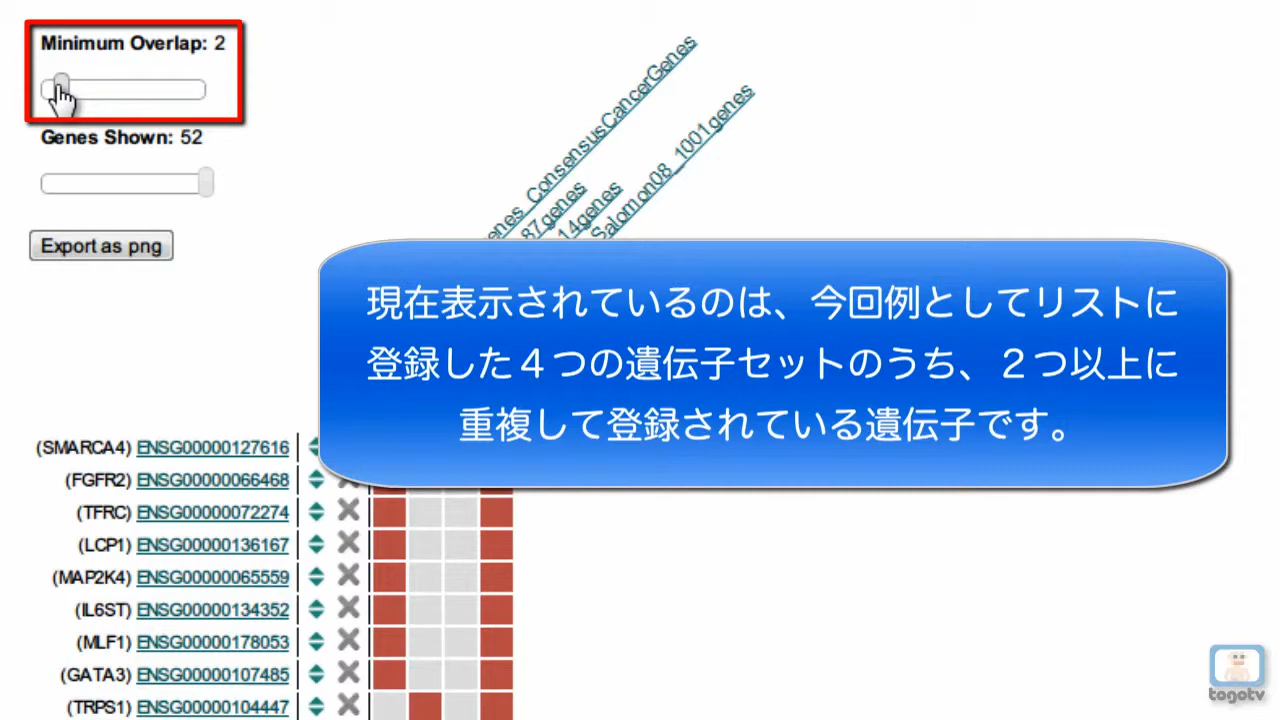 Minimum Overlap: 2
Genes Shown: 52
Export as png
enes_ConsensusCancerGenes
87genes
14genes
Salomon08_1001genes
現在表示されているのは、今回例としてリストに
登録した４つの遺伝子セットのうち、２つ以上に
重複して登録されている遺伝子です。
(SMARCA4) ENSG00000127616
(FGFR2) ENSG00000066468
(TFRC) ENSG00000072274
(LCP1) ENSG00000136167
(MAP2K4) ENSG00000065559
(IL6ST) ENSG00000134352
(MLF1) ENSG00000178053
(GATA3) ENSG00000107485
(TRPS1) ENSG00000104447
togotv